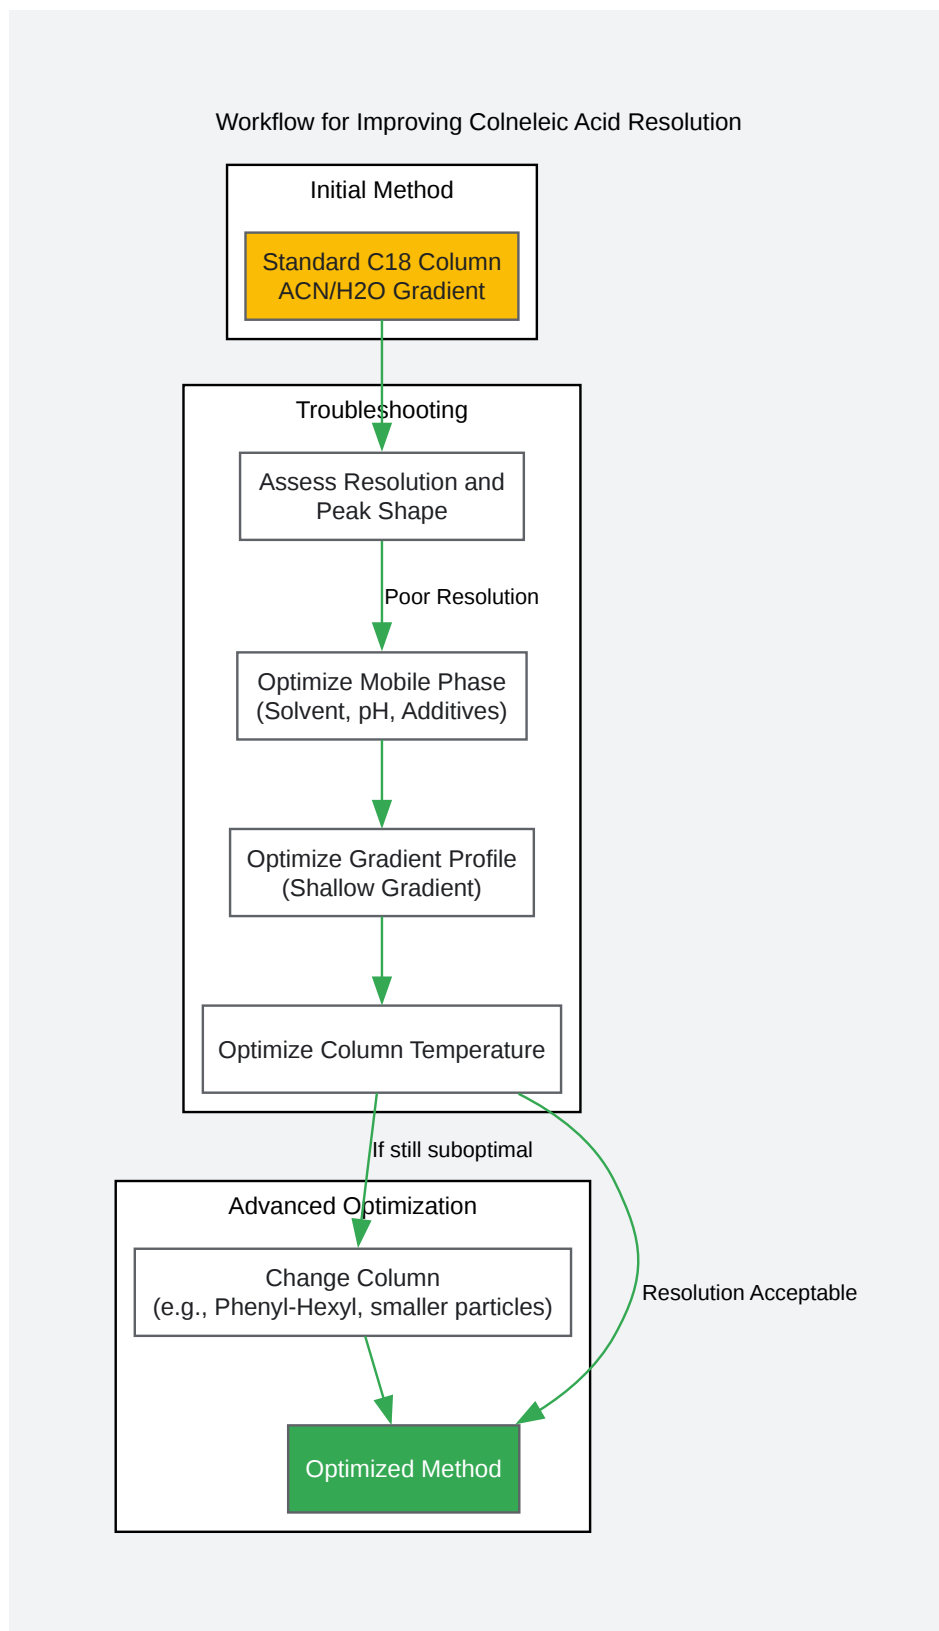 Workflow for Improving Colneleic Acid Resolution
Initial Method
Standard C18 Column
ACN/H2O Gradient
Troubleshooting
Assess Resolution and
Peak Shape
Poor Resolution
Optimize Mobile Phase
(Solvent, pH, Additives)
Optimize Gradient Profile
(Shallow Gradient)
Optimize Column Temperature
If still suboptimal
Advanced Optimization
Change Column
(e.g., Phenyl-Hexyl, smaller particles)
Resolution Acceptable
Optimized Method